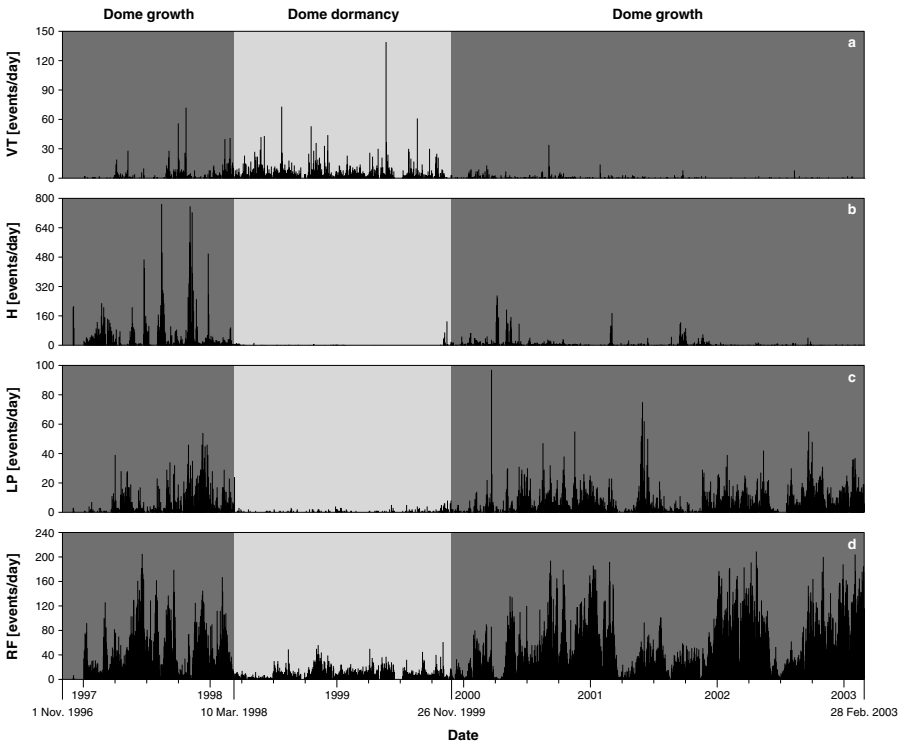 Dome growth Dome dormancy Dome growth
a
VT [events/day]
150
120
90
60
30
0
b
H [events/day]
800
640
480
320
160
0
c
LP [events/day]
100
80
60
40
20
0
d
RF [events/day]
240
200
160
120
80
40
0
1997 1998 1999 2000 2001 2002 2003
1 Nov. 1996 10 Mar. 1998 26 Nov. 1999 28 Feb. 2003
Date